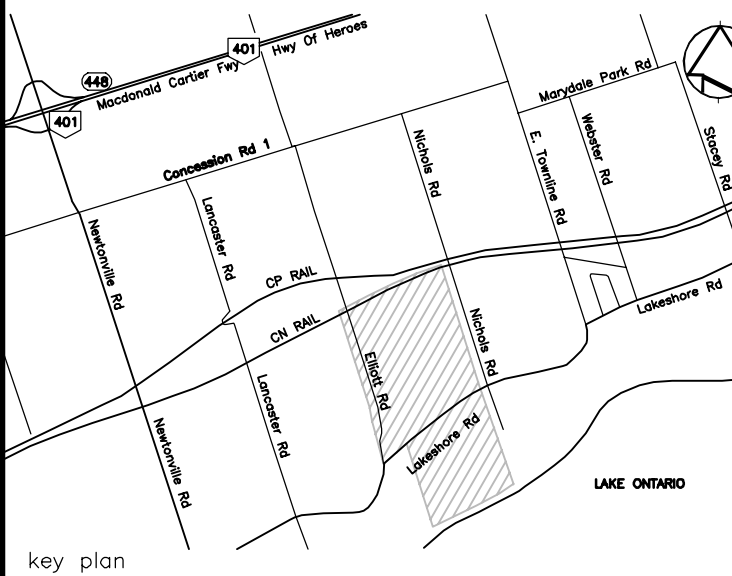 401
Hwy Of Heroes
448
Macdonald Cartier Fwy
401
Marydale Park Rd
Concession Rd 1
Nichols Rd
E. Townline Rd
Webster Rd
Stacey Rd
Lancaster Rd
Newtonville Rd
CP RAIL
CN RAIL
Lakeshore Rd
Nichols Rd
Elliott Rd
Lancaster Rd
Newtonville Rd
Lakeshore Rd
LAKE ONTARIO
key plan